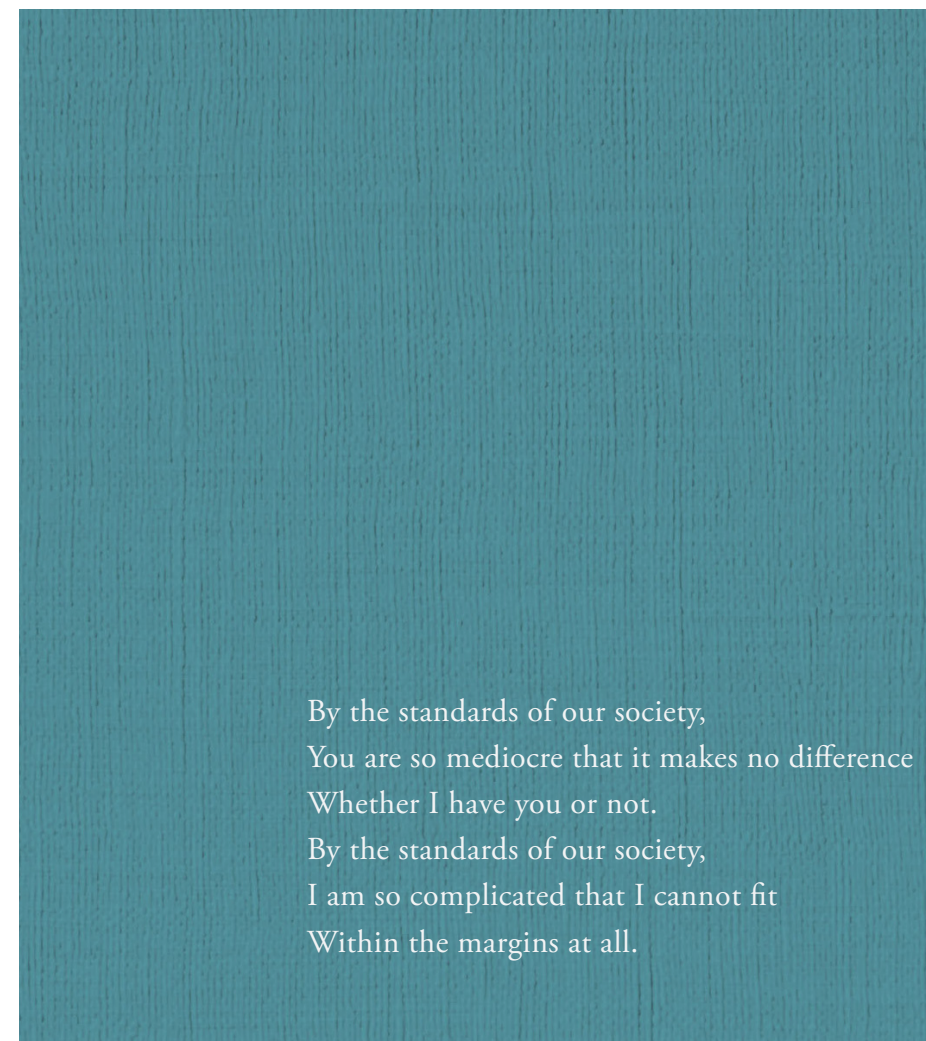 By the standards of our society,
You are so mediocre that it makes no difference
Whether I have you or not.
By the standards of our society,
I am so complicated that I cannot fit
Within the margins at all.